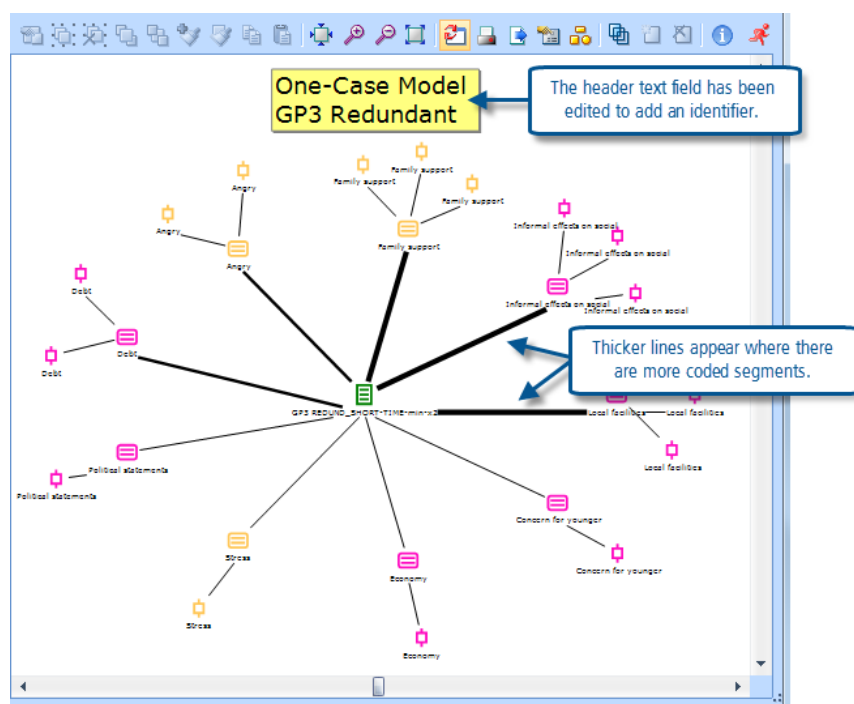 One-Case Model
GP3 Redundant
The header text field has been
edited to add an identifier.
Family support
Family support
Family support
Family support
Angry
Angry
Angry
Informal effects on social
Informal effects on social
Informal effects on social
Informal effects on social
Debt
Debt
Debt
Thicker lines appear where there
are more coded segments.
GP3 REDUND_SHORT-TIME-min-x2
Local facilities
Local facilities
Local facilities
Political statements
Political statements
Concern for younger
Concern for younger
Stress
Stress
Economy
Economy